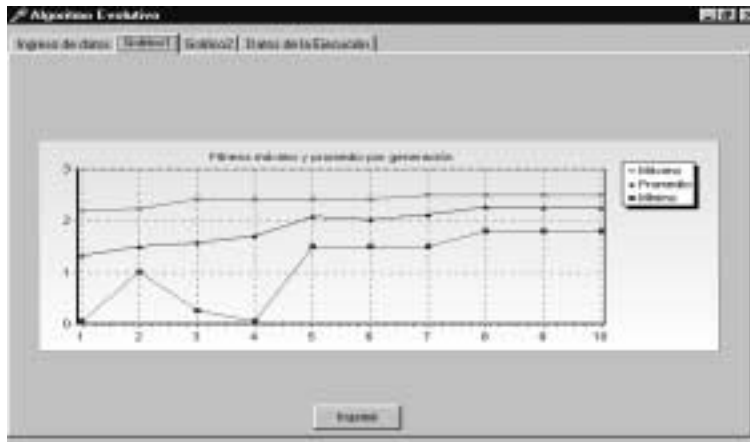 Algoritmo Evolutivo
Ingreso de datos Gráfico1 Gráfico2 Datos de la Ejecución
Fitness máximo y promedio por generación
3
2
1
0
1 2 3 4 5 6 7 8 9 10
Máximo
Promedio
Mínimo
Imprimir